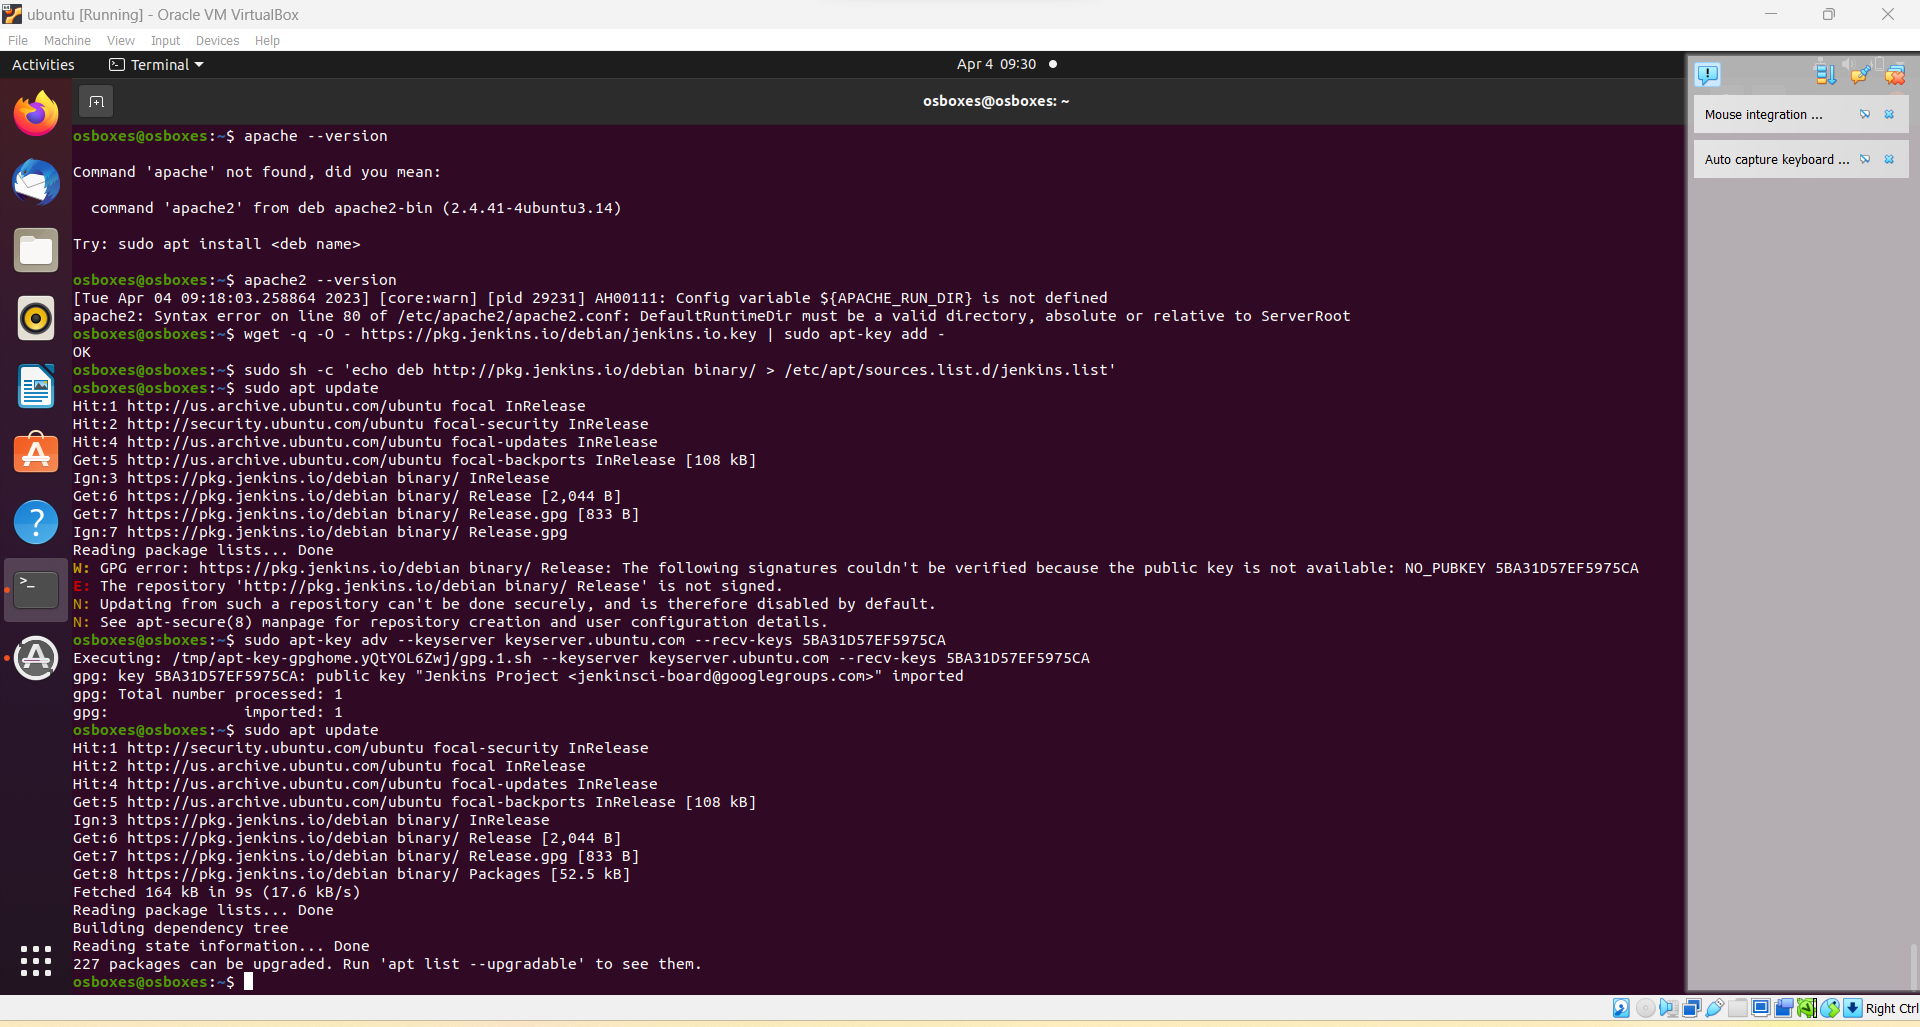 ubuntu [Running] - Oracle VM VirtualBox
File Machine View Input Devices Help
Activities Terminal Apr 4 09:30
osboxes@osboxes: ~
Mouse integration ...
Auto capture keyboard ...
osboxes@osboxes:~$ apache --version
Command 'apache' not found, did you mean:
command 'apache2' from deb apache2-bin (2.4.41-4ubuntu3.14)
Try: sudo apt install <deb name>
osboxes@osboxes:~$ apache2 --version
[Tue Apr 04 09:18:03.258864 2023] [core:warn] [pid 29231] AH00111: Config variable ${APACHE_RUN_DIR} is not defined
apache2: Syntax error on line 80 of /etc/apache2/apache2.conf: DefaultRuntimeDir must be a valid directory, absolute or relative to ServerRoot
osboxes@osboxes:~$ wget -q -O - https://pkg.jenkins.io/debian/jenkins.io.key | sudo apt-key add -
OK
osboxes@osboxes:~$ sudo sh -c 'echo deb http://pkg.jenkins.io/debian binary/ > /etc/apt/sources.list.d/jenkins.list'
osboxes@osboxes:~$ sudo apt update
Hit:1 http://us.archive.ubuntu.com/ubuntu focal InRelease
Hit:2 http://security.ubuntu.com/ubuntu focal-security InRelease
Hit:4 http://us.archive.ubuntu.com/ubuntu focal-updates InRelease
Get:5 http://us.archive.ubuntu.com/ubuntu focal-backports InRelease [108 kB]
Ign:3 https://pkg.jenkins.io/debian binary/ InRelease
Get:6 https://pkg.jenkins.io/debian binary/ Release [2,044 B]
Get:7 https://pkg.jenkins.io/debian binary/ Release.gpg [833 B]
Ign:7 https://pkg.jenkins.io/debian binary/ Release.gpg
Reading package lists... Done
W: GPG error: https://pkg.jenkins.io/debian binary/ Release: The following signatures couldn't be verified because the public key is not available: NO_PUBKEY 5BA31D57EF5975CA
E: The repository 'http://pkg.jenkins.io/debian binary/ Release' is not signed.
N: Updating from such a repository can't be done securely, and is therefore disabled by default.
N: See apt-secure(8) manpage for repository creation and user configuration details.
osboxes@osboxes:~$ sudo apt-key adv --keyserver keyserver.ubuntu.com --recv-keys 5BA31D57EF5975CA
Executing: /tmp/apt-key-gpghome.yQtYOL6Zwj/gpg.1.sh --keyserver keyserver.ubuntu.com --recv-keys 5BA31D57EF5975CA
gpg: key 5BA31D57EF5975CA: public key "Jenkins Project <jenkinsci-board@googlegroups.com>" imported
gpg: Total number processed: 1
gpg: imported: 1
osboxes@osboxes:~$ sudo apt update
Hit:1 http://security.ubuntu.com/ubuntu focal-security InRelease
Hit:2 http://us.archive.ubuntu.com/ubuntu focal InRelease
Hit:4 http://us.archive.ubuntu.com/ubuntu focal-updates InRelease
Get:5 http://us.archive.ubuntu.com/ubuntu focal-backports InRelease [108 kB]
Ign:3 https://pkg.jenkins.io/debian binary/ InRelease
Get:6 https://pkg.jenkins.io/debian binary/ Release [2,044 B]
Get:7 https://pkg.jenkins.io/debian binary/ Release.gpg [833 B]
Get:8 https://pkg.jenkins.io/debian binary/ Packages [52.5 kB]
Fetched 164 kB in 9s (17.6 kB/s)
Reading package lists... Done
Building dependency tree
Reading state information... Done
227 packages can be upgraded. Run 'apt list --upgradable' to see them.
osboxes@osboxes:~$
Right Ctrl